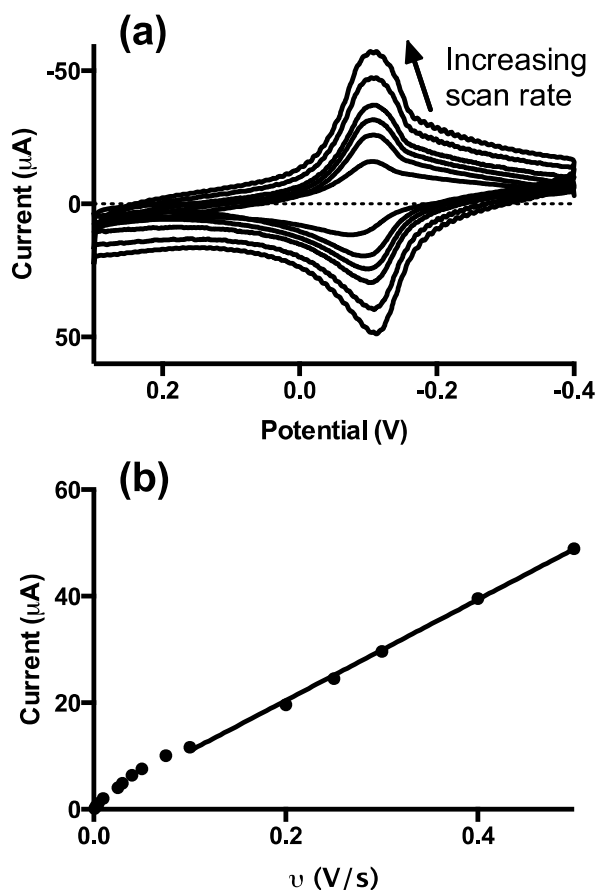 (a)
Increasing
scan rate
-50
0
50
Current (μA)
0.2
0.0
-0.2
-0.4
Potential (V)
(b)
60
40
20
0
Current (μA)
0.0
0.2
0.4
υ (V/s)